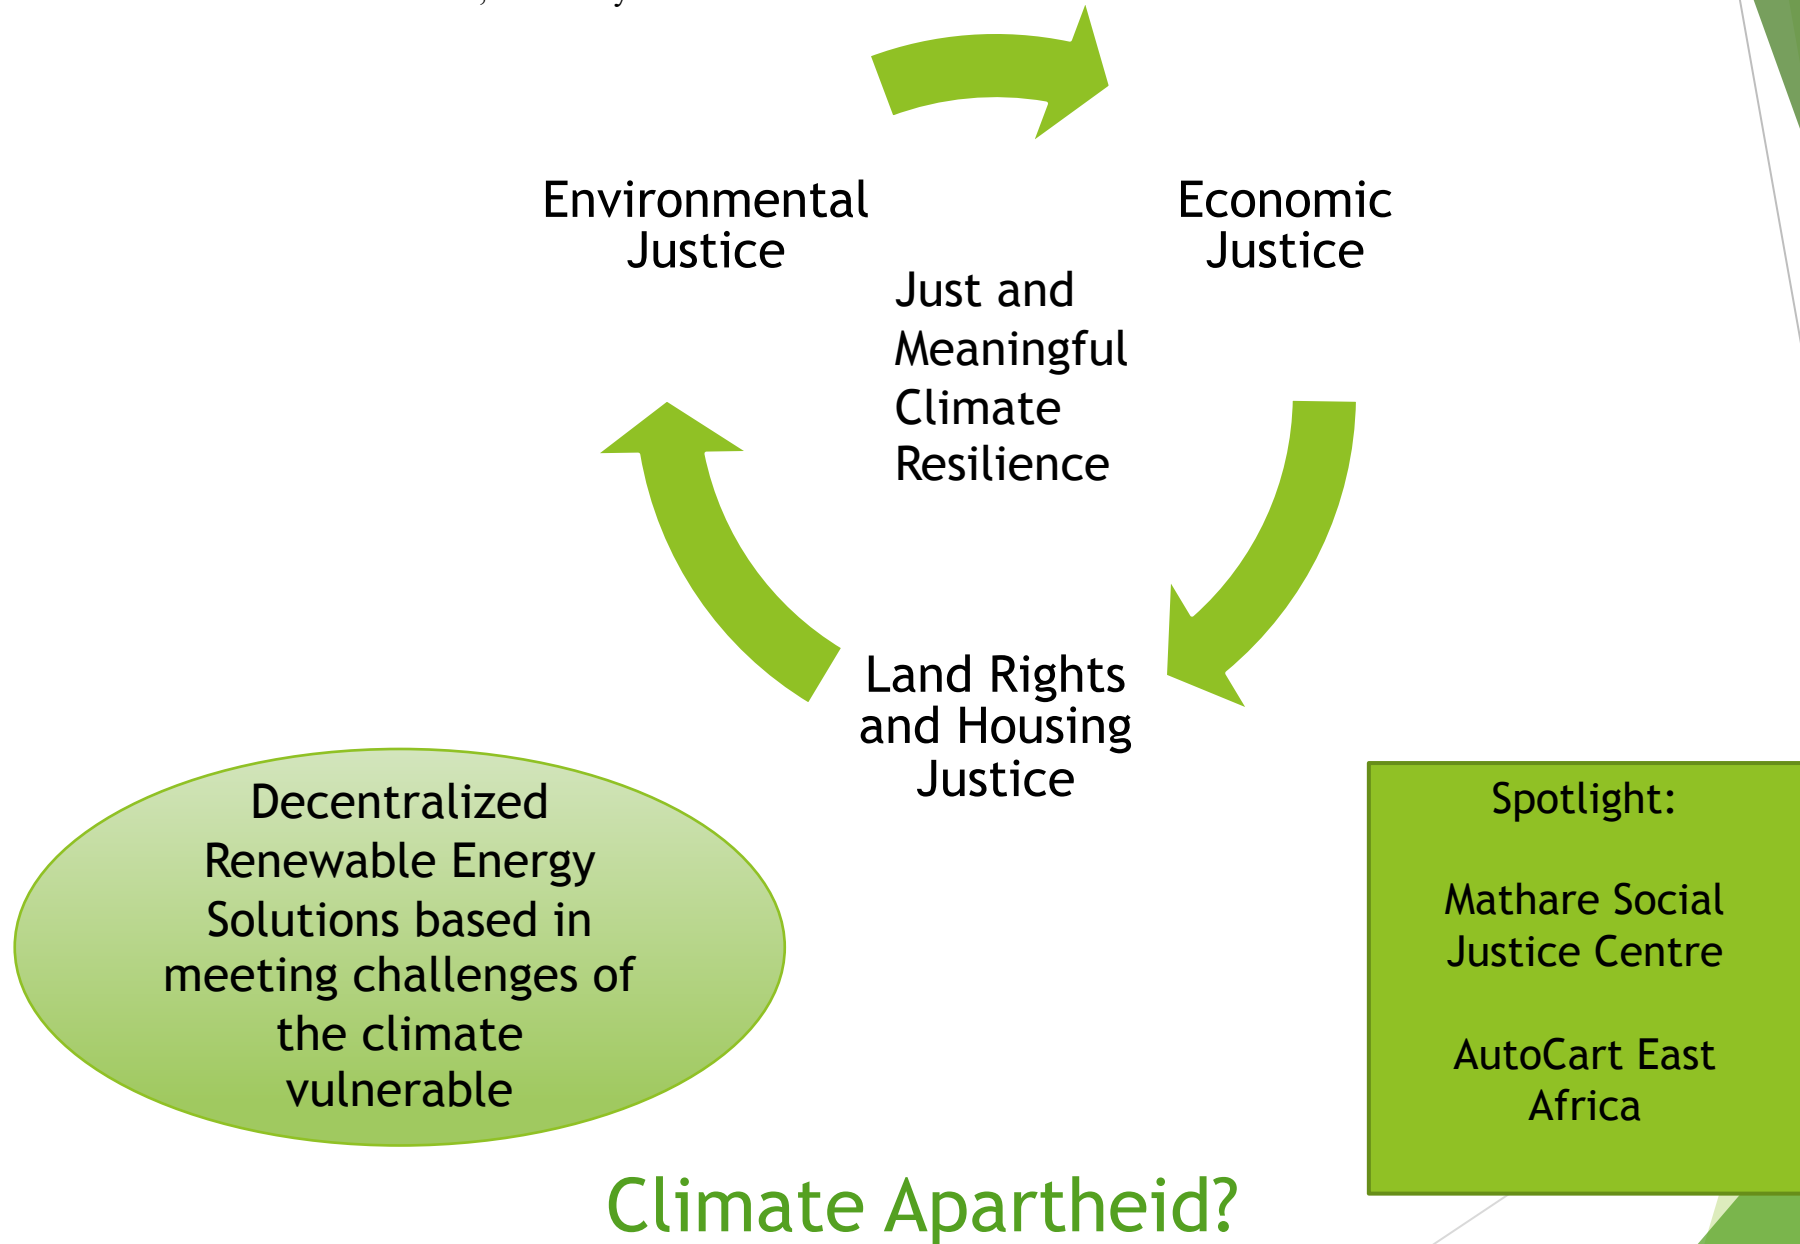 Environmental
Justice
Economic
Justice
Just and
Meaningful
Climate
Resilience
Land Rights
and Housing
Justice
Decentralized
Renewable Energy
Solutions based in
meeting challenges of
the climate
vulnerable
Spotlight:
Mathare Social
Justice Centre
AutoCart East
Africa
Climate Apartheid?